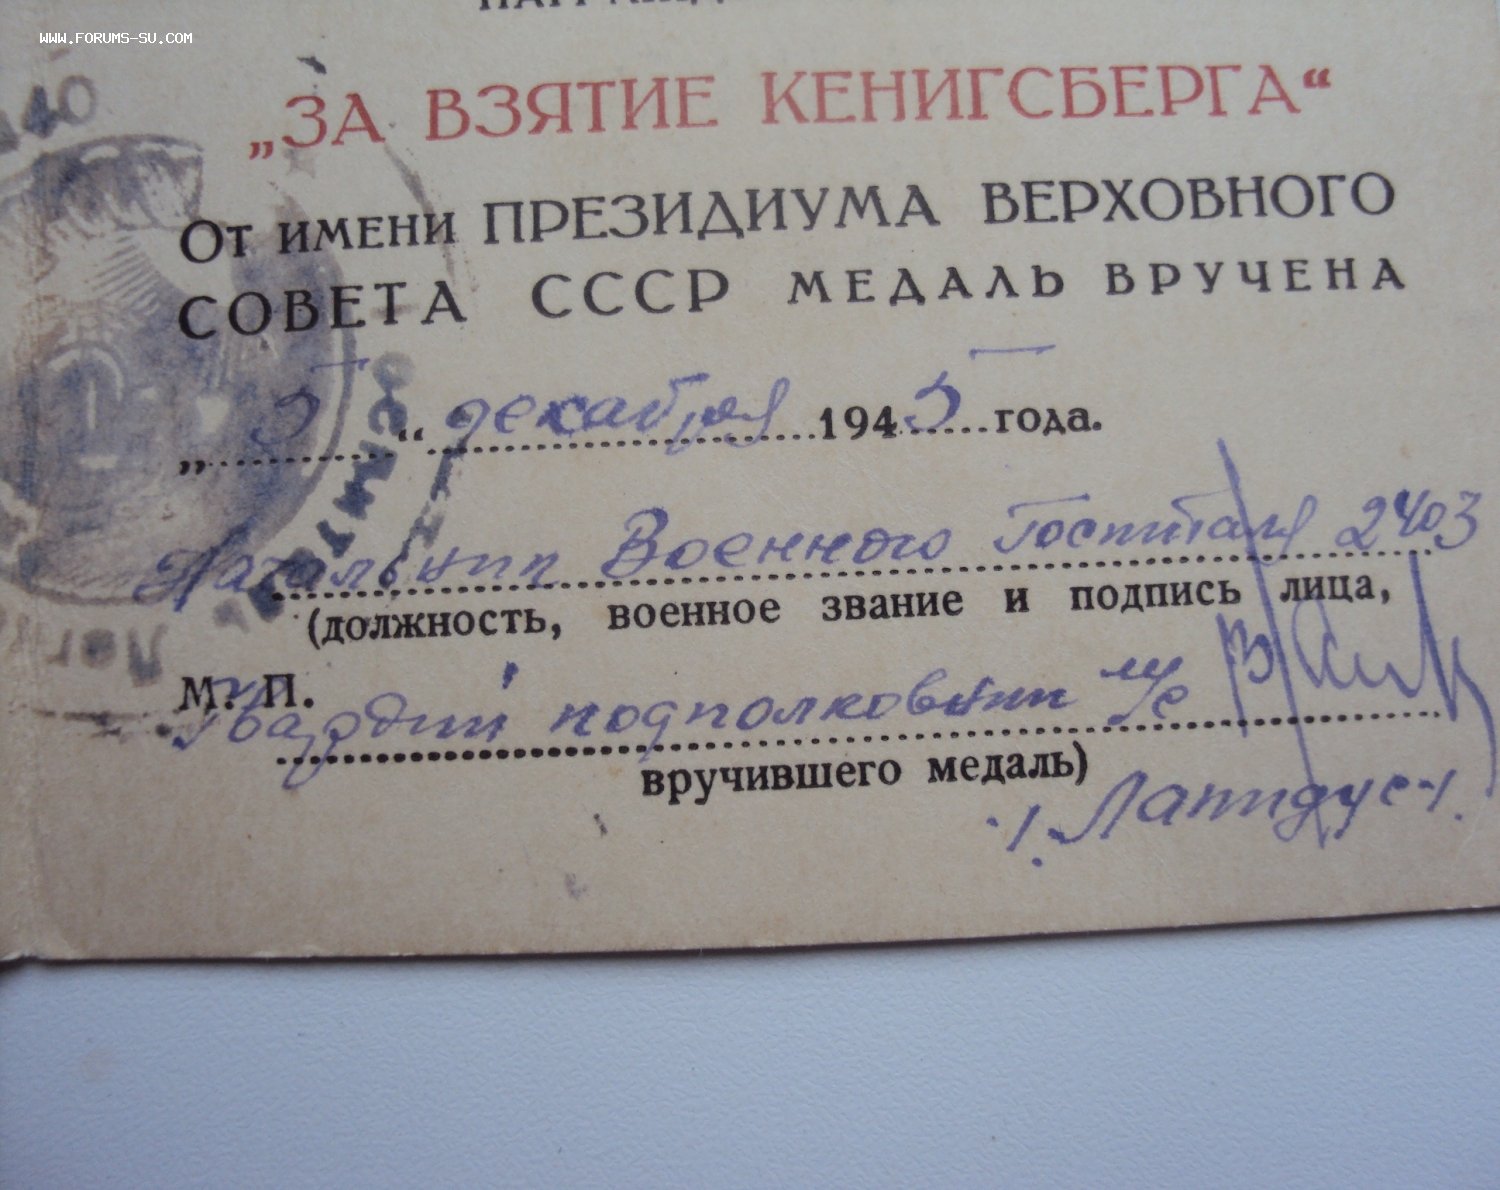 www.forums-su.com
„ЗА ВЗЯТИЕ КЕНИГСБЕРГА“
От имени ПРЕЗИДИУМА ВЕРХОВНОГО
СОВЕТА СССР МЕДАЛЬ ВРУЧЕНА
„5“ декабря 1945 года.
Начальник Военного Госпиталя 2403
(должность, военное звание и подпись лица,
М. П.
Гвардии подполковник м/с
вручившего медаль)
/Лапидус/